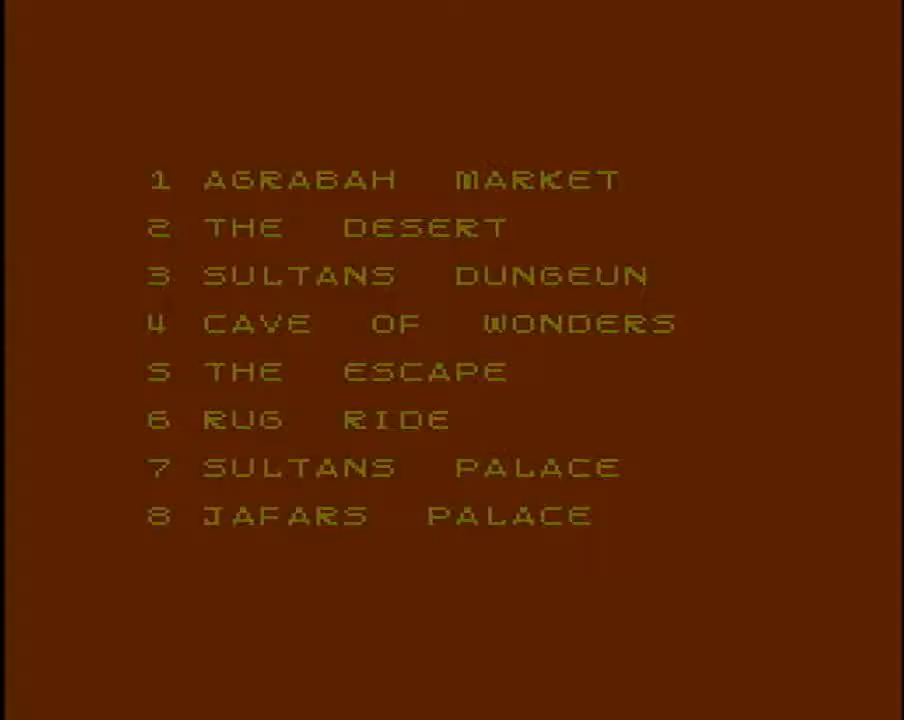 1 AGRABAH MARKET
2 THE DESERT
3 SULTANS DUNGEUN
4 CAVE OF WONDERS
5 THE ESCAPE
6 RUG RIDE
7 SULTANS PALACE
8 JAFARS PALACE